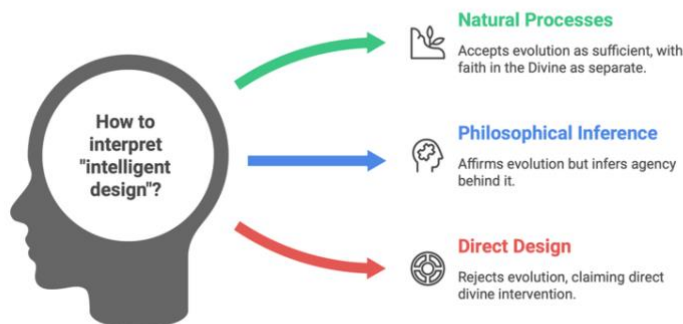 How to
interpret
"intelligent
design"?
Natural Processes
Accepts evolution as sufficient, with
faith in the Divine as separate.
Philosophical Inference
Affirms evolution but infers agency
behind it.
Direct Design
Rejects evolution, claiming direct
divine intervention.